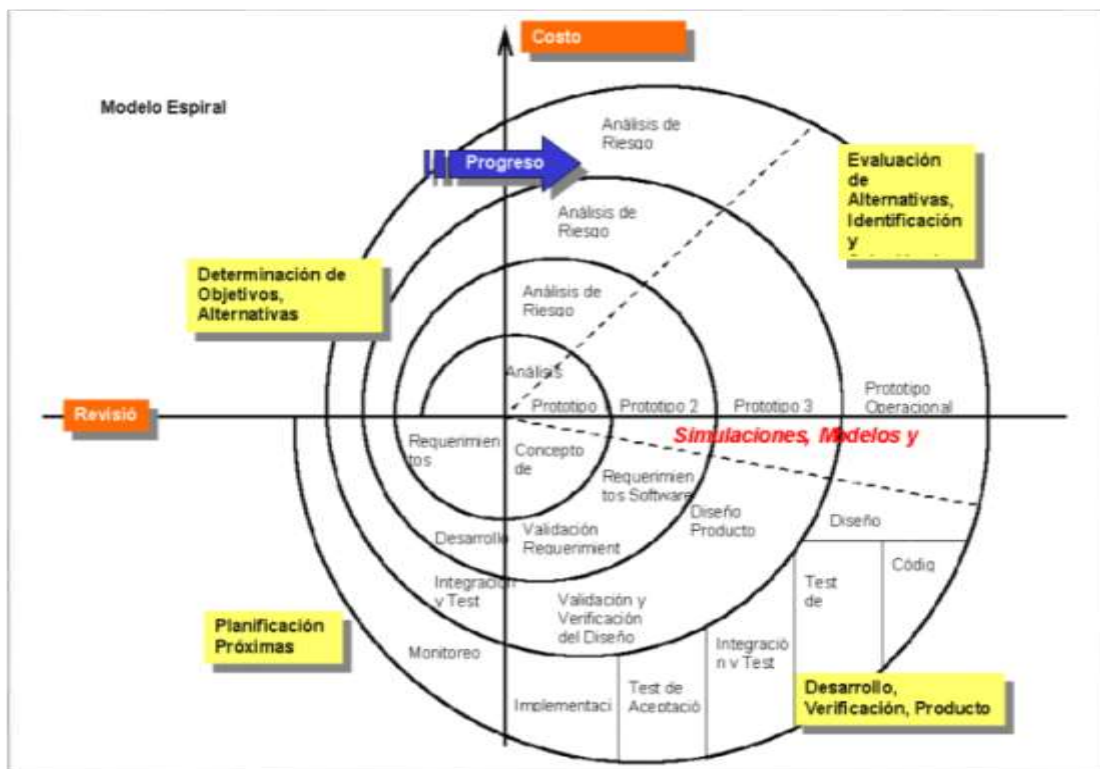 Costo
Modelo Espiral
Análisis de
Riesgo
Progreso
Evaluación
de
Alternativas,
Identificación
y
Análisis de
Riesgo
Determinación de
Objetivos,
Alternativas
Análisis de
Riesgo
Análisis
Prototipo
Prototipo 2
Prototipo 3
Prototipo
Operacional
Revisió
Simulaciones, Modelos y
Requerimien
tos
Concepto
de
Requerimien
tos Software
Diseño
Producto
Diseño
Desarrollo
Validación
Requerimient
Códig
Test
de
Integración
y Test
Validación y
Verificación
del Diseño
Planificación
Próximas
Monitoreo
Integració
n y Test
Implementaci
Test de
Aceptació
Desarrollo,
Verificación, Producto